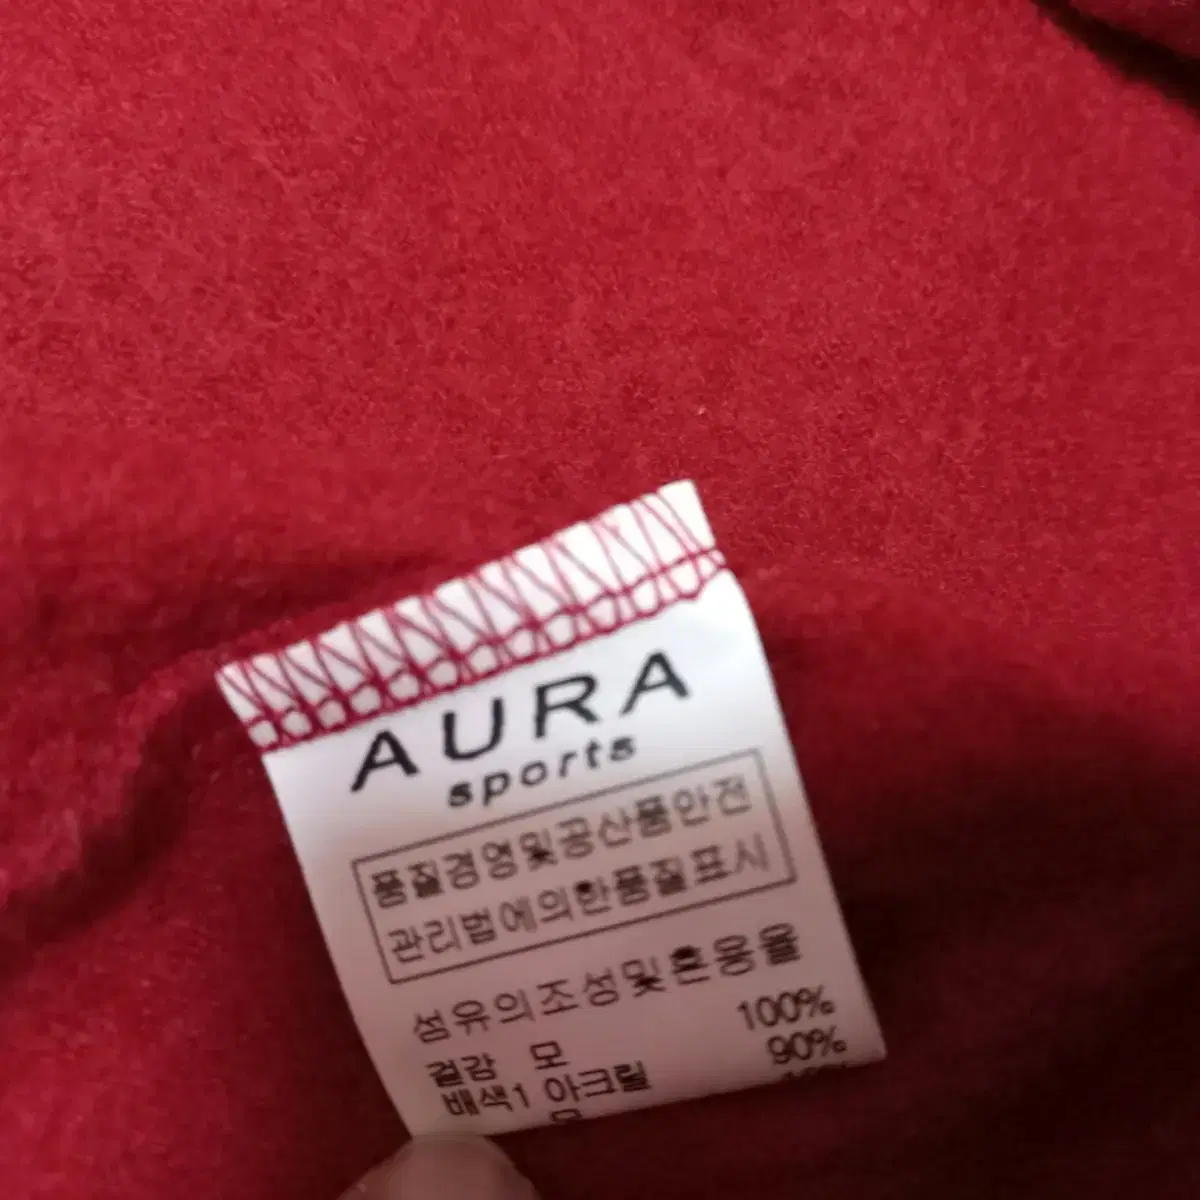 AURA
sports
품질경영및공산품안전
관리법에의한품질표시
섬유의조성및혼용율
겉감 모 100%
배색1 아크릴 90%
모